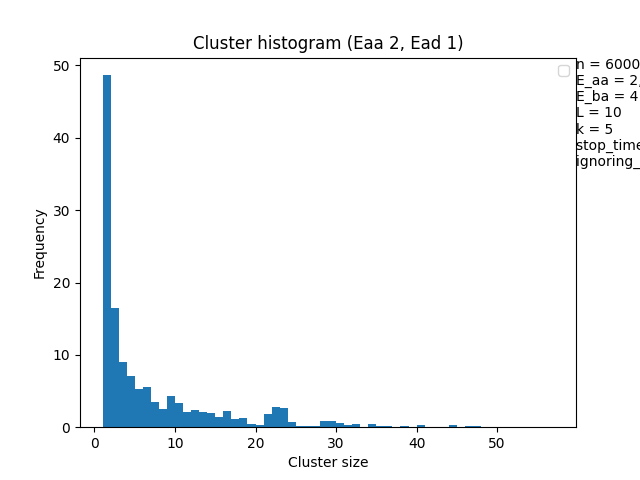 Cluster histogram (Eaa 2, Ead 1)
n = 6000
E_aa = 2,
E_ba = 4
L = 10
k = 5
stop_time
ignoring_
50
40
30
20
10
0
Frequency
0 10 20 30 40 50
Cluster size